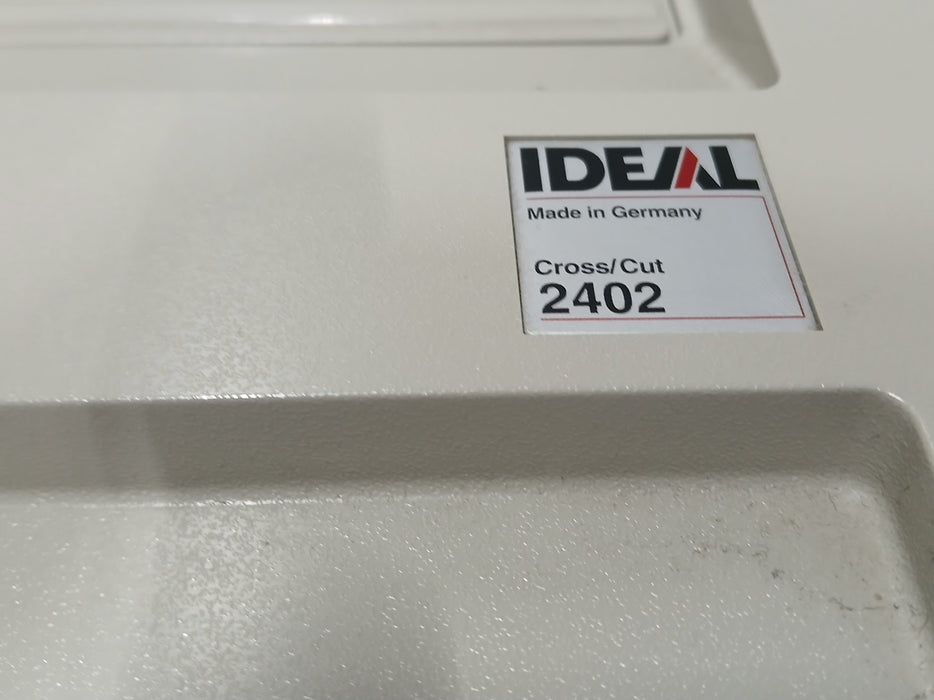 IDEAL
Made in Germany
Cross/Cut
2402